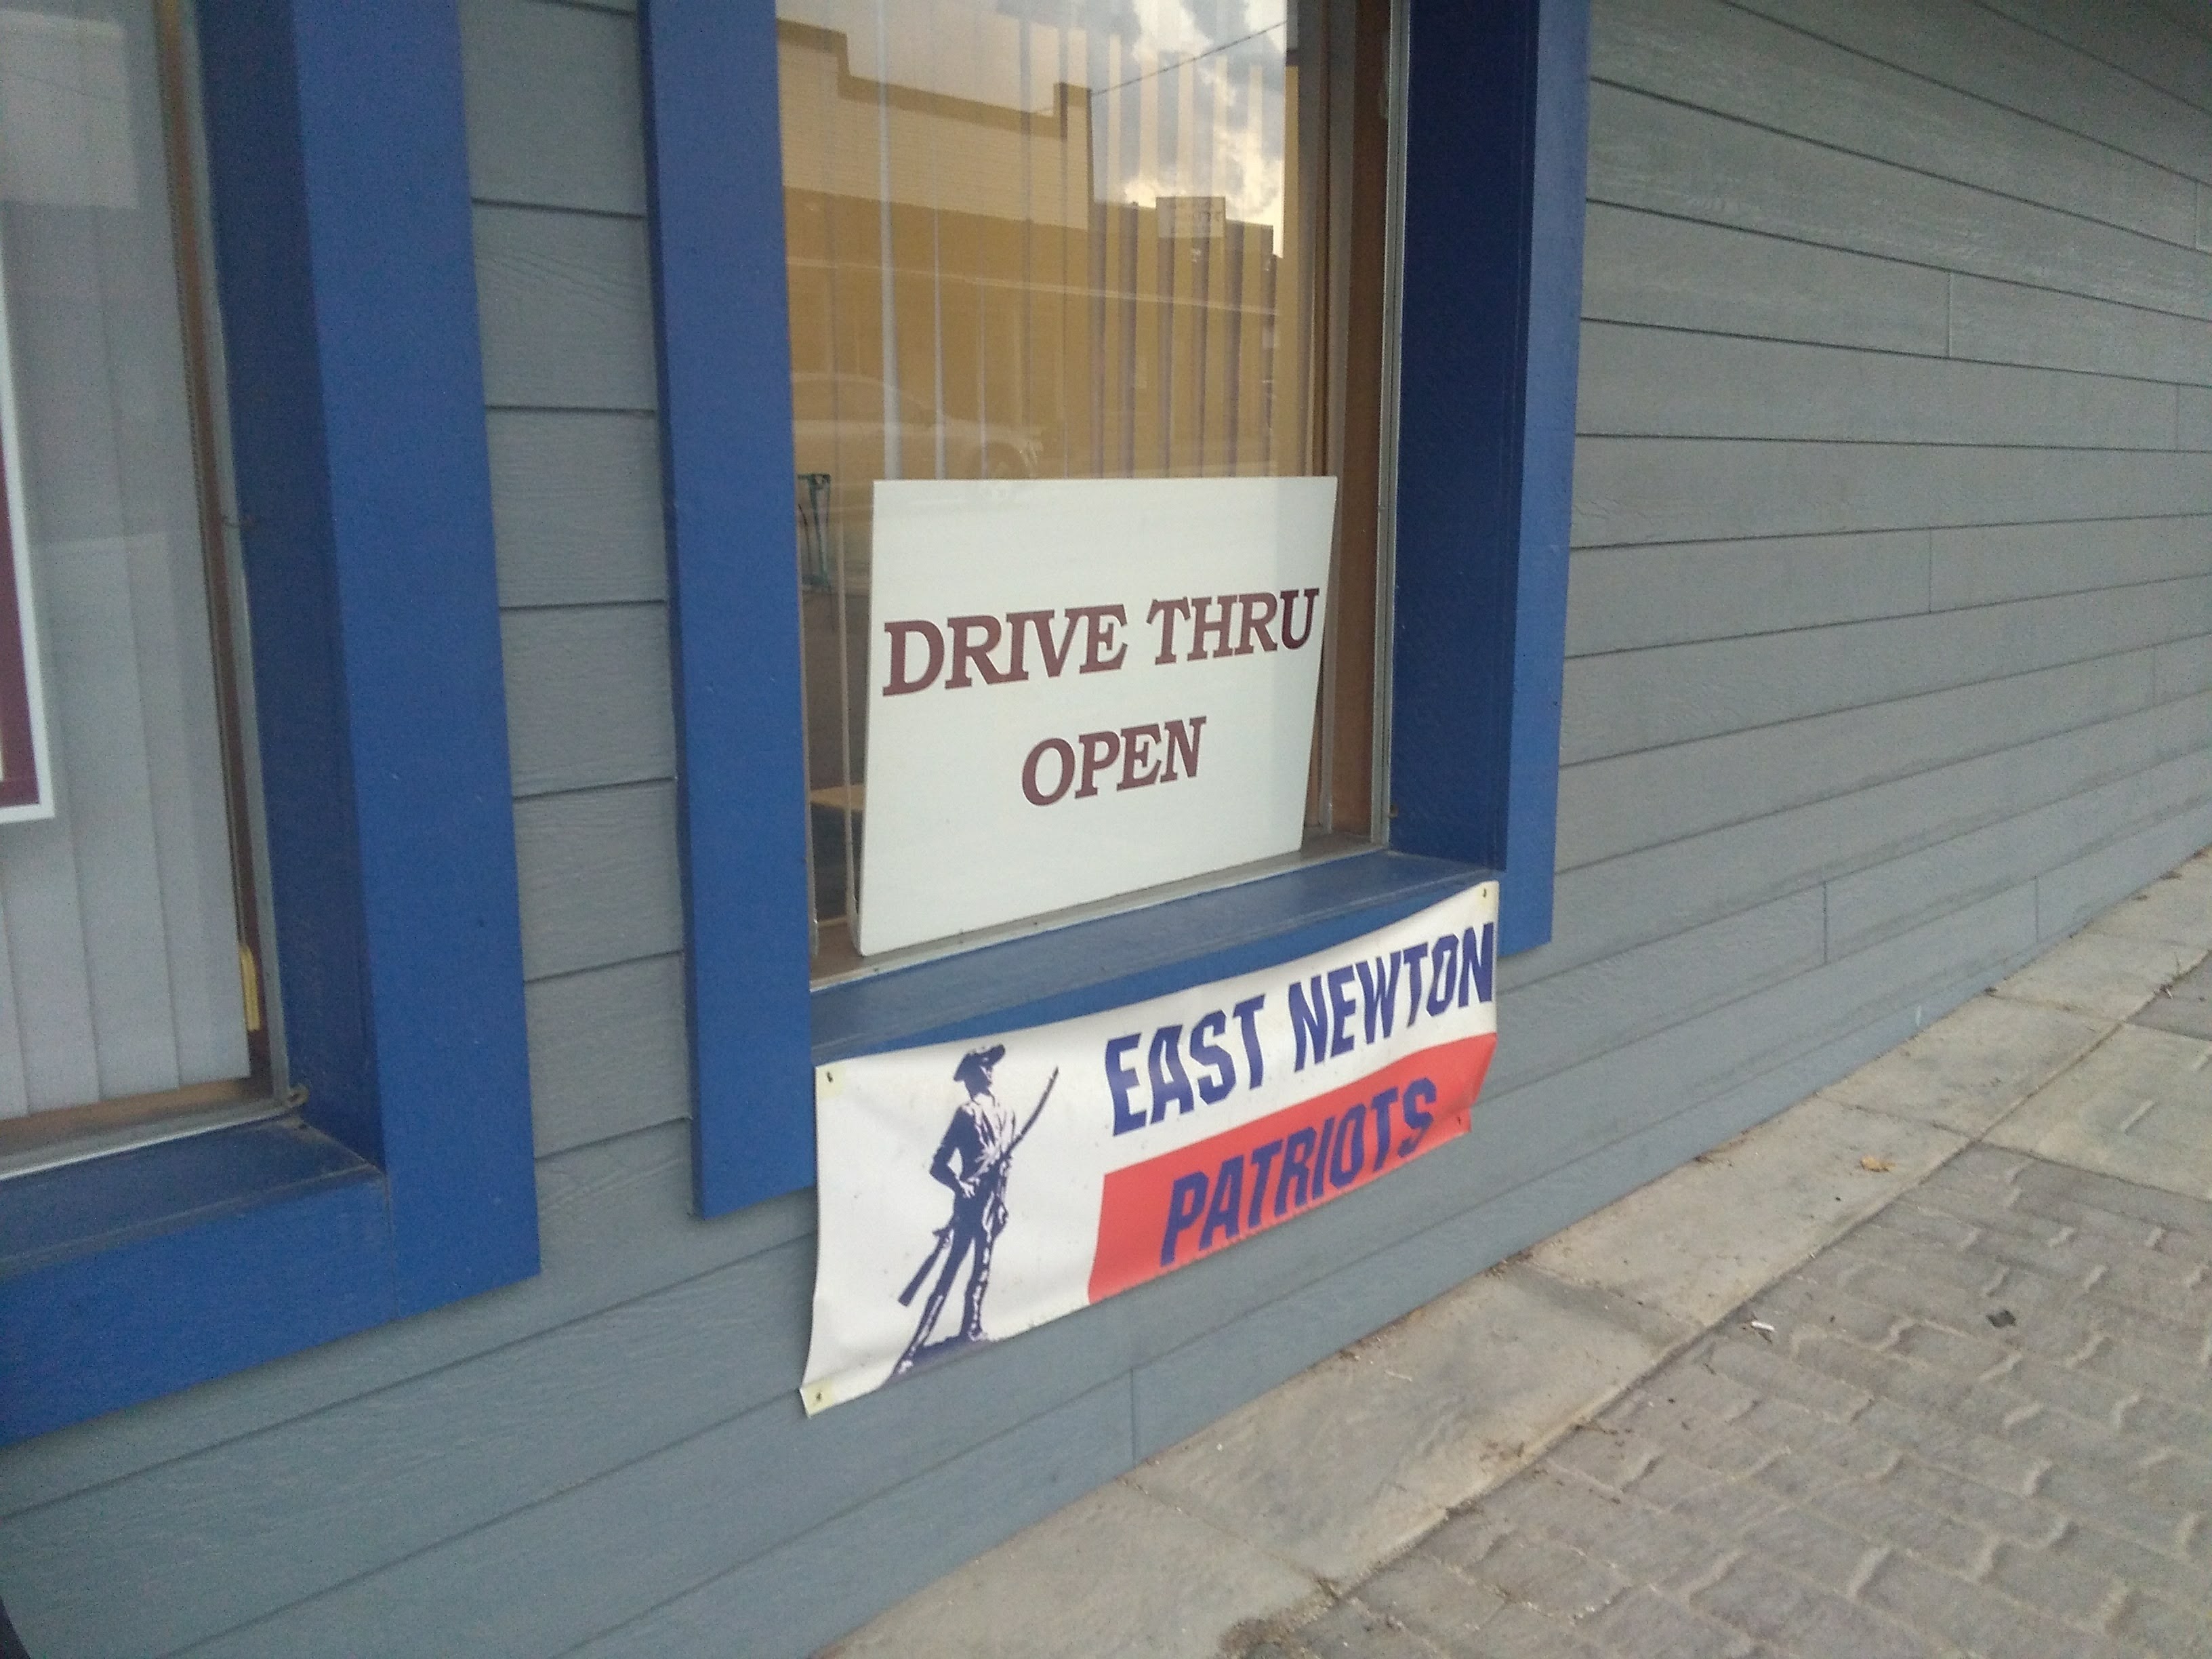 DRIVE THRU
OPEN
EAST NEWTON
PATRIOTS